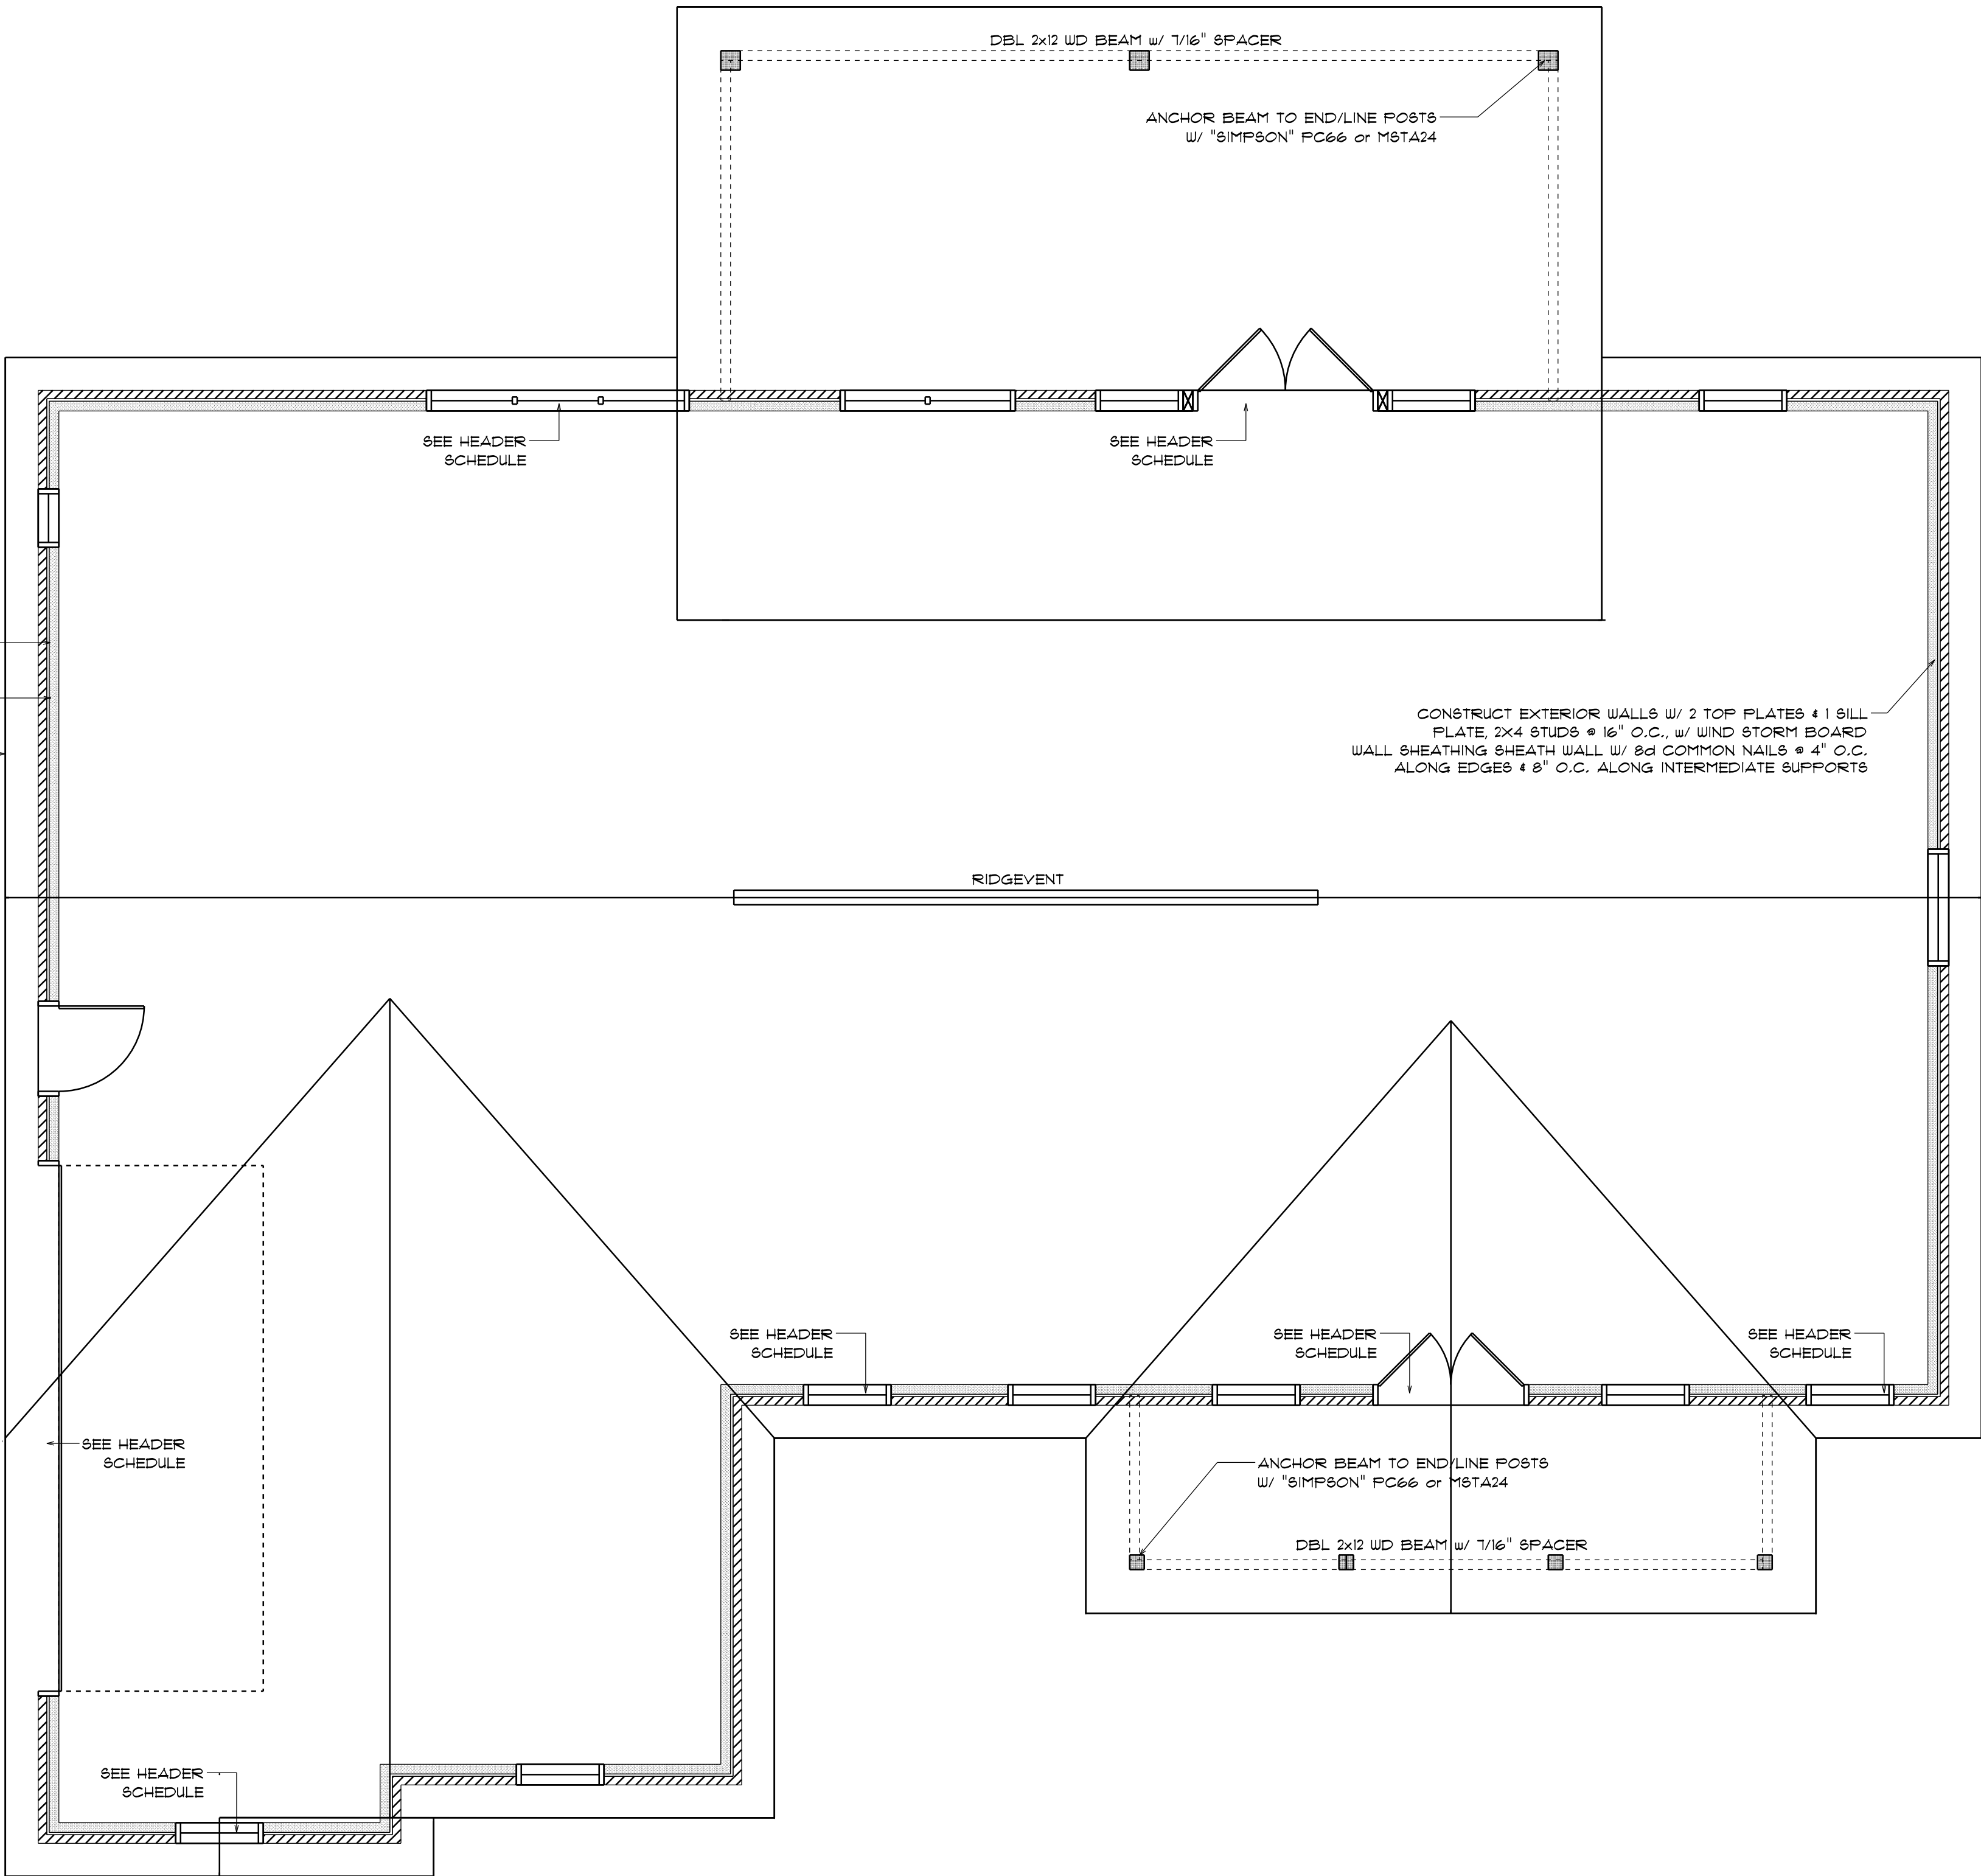 DBL 2x12 WD BEAM w/ 7/16" SPACER
ANCHOR BEAM TO END/LINE POSTS
W/ "SIMPSON" PC66 or MSTA24
SEE HEADER
SCHEDULE
SEE HEADER
SCHEDULE
CONSTRUCT EXTERIOR WALLS W/ 2 TOP PLATES & 1 SILL
PLATE, 2X4 STUDS @ 16" O.C., w/ WIND STORM BOARD
WALL SHEATHING SHEATH WALL W/ 8d COMMON NAILS @ 4" O.C.
ALONG EDGES & 8" O.C. ALONG INTERMEDIATE SUPPORTS
RIDGEVENT
SEE HEADER
SCHEDULE
SEE HEADER
SCHEDULE
SEE HEADER
SCHEDULE
SEE HEADER
SCHEDULE
ANCHOR BEAM TO END/LINE POSTS
W/ "SIMPSON" PC66 or MSTA24
DBL 2x12 WD BEAM w/ 7/16" SPACER
SEE HEADER
SCHEDULE